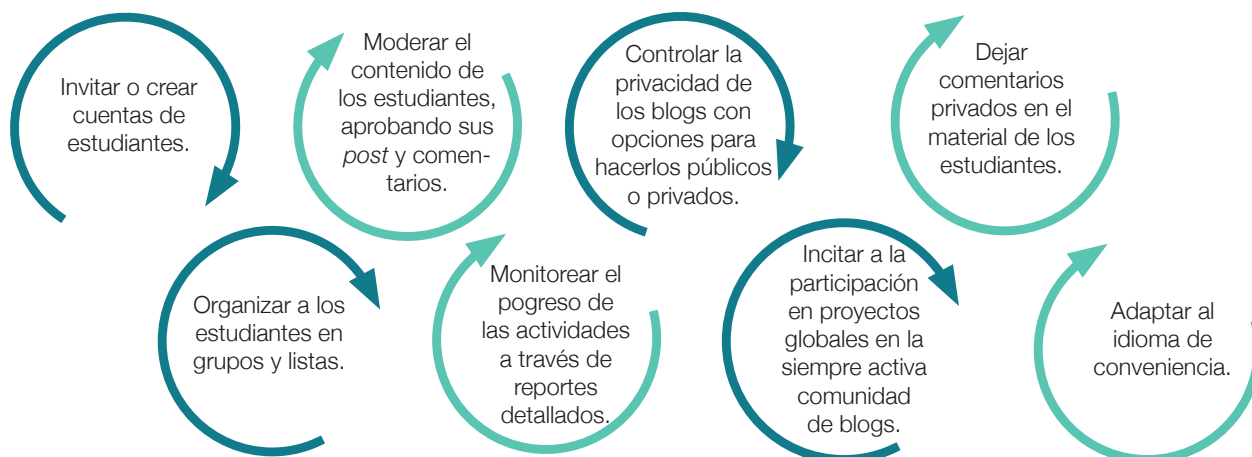 Invitar o crear
cuentas de
estudiantes.
Organizar a los
estudiantes en
grupos y listas.
Moderar el
contenido de
los estudiantes,
aprobando sus
post y comen-
tarios.
Monitorear el
pogreso de
las actividades
a través de
reportes
detallados.
Controlar la
privacidad de
los blogs con
opciones para
hacerlos públicos
o privados.
Incitar a la
participación
en proyectos
globales en la
siempre activa
comunidad
de blogs.
Dejar
comentarios
privados en el
material de los
estudiantes.
Adaptar al
idioma de
conveniencia.